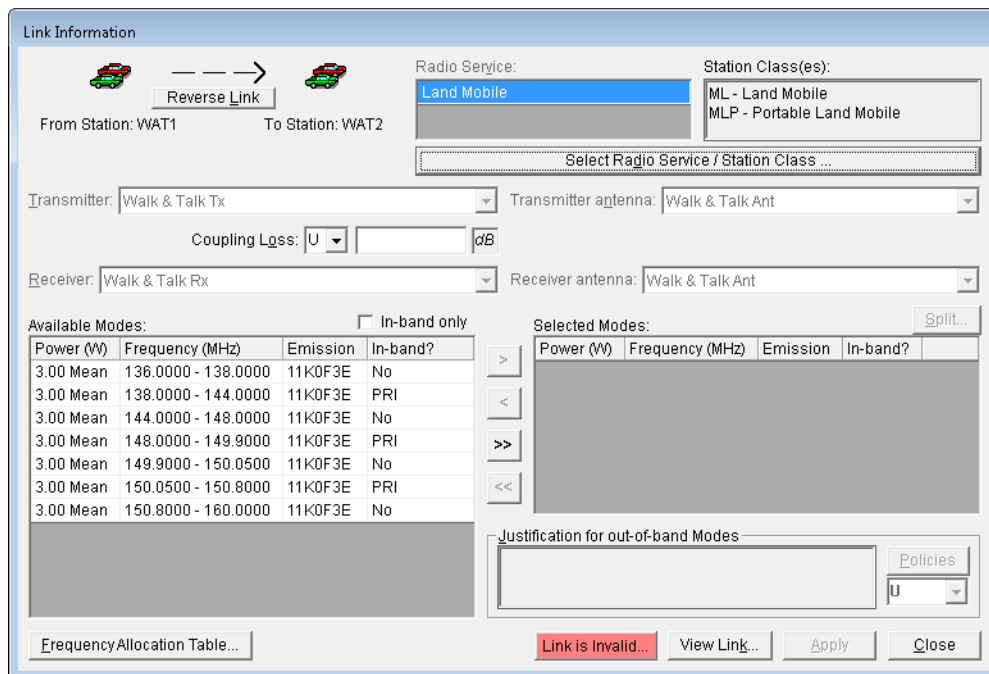 Link Information
Radio Service:
Station Class(es):
Reverse Link
Land Mobile
ML - Land Mobile
MLP - Portable Land Mobile
From Station: WAT1
To Station: WAT2
Select Radio Service / Station Class ...
Transmitter: Walk & Talk Tx
Transmitter antenna: Walk & Talk Ant
Coupling Loss: U dB
Receiver: Walk & Talk Rx
Receiver antenna: Walk & Talk Ant
Available Modes:
In-band only
Selected Modes:
Split...
Power (W) Frequency (MHz) Emission In-band?
3.00 Mean 136.0000 - 138.0000 11K0F3E No
3.00 Mean 138.0000 - 144.0000 11K0F3E PRI
3.00 Mean 144.0000 - 148.0000 11K0F3E No
3.00 Mean 148.0000 - 149.9000 11K0F3E PRI
3.00 Mean 149.9000 - 150.0500 11K0F3E No
3.00 Mean 150.0500 - 150.8000 11K0F3E PRI
3.00 Mean 150.8000 - 160.0000 11K0F3E No
>
<
>>
<<
Power (W) Frequency (MHz) Emission In-band?
Justification for out-of-band Modes
Policies
U
Frequency Allocation Table...
Link is Invalid...
View Link...
Apply
Close